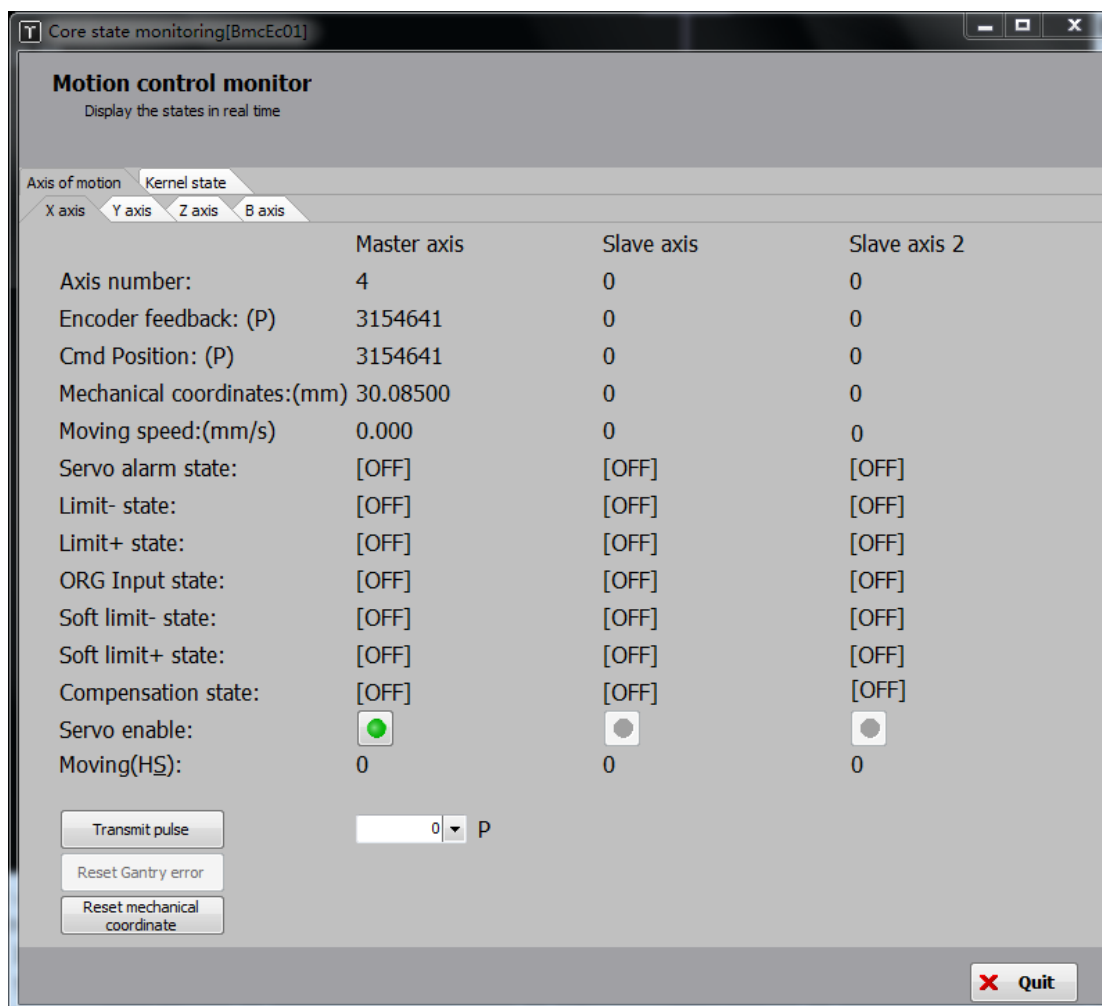 Core state monitoring[BmcEc01]
Motion control monitor
Display the states in real time
Axis of motion Kernel state
X axis Y axis Z axis B axis
Master axis Slave axis Slave axis 2
Axis number: 4 0 0
Encoder feedback: (P) 3154641 0 0
Cmd Position: (P) 3154641 0 0
Mechanical coordinates:(mm) 30.08500 0 0
Moving speed:(mm/s) 0.000 0 0
Servo alarm state: [OFF] [OFF] [OFF]
Limit- state: [OFF] [OFF] [OFF]
Limit+ state: [OFF] [OFF] [OFF]
ORG Input state: [OFF] [OFF] [OFF]
Soft limit- state: [OFF] [OFF] [OFF]
Soft limit+ state: [OFF] [OFF] [OFF]
Compensation state: [OFF] [OFF] [OFF]
Servo enable:
Moving(HS): 0 0 0
Transmit pulse 0 P
Reset Gantry error
Reset mechanical
coordinate
Quit